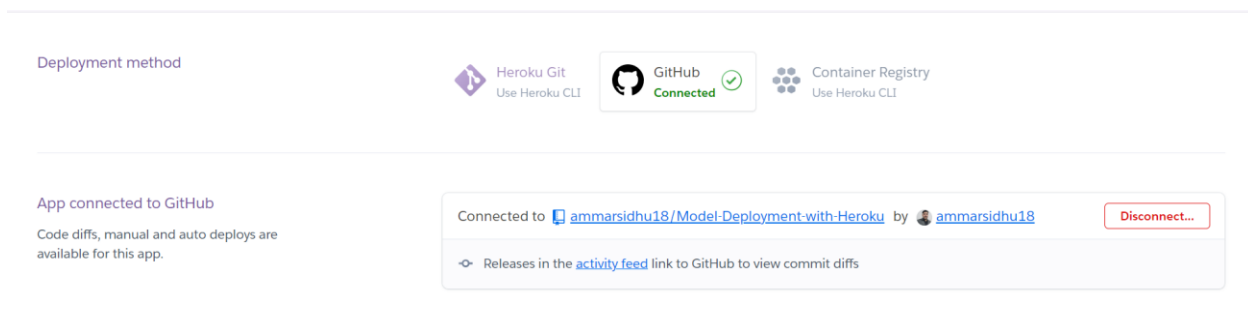 Deployment method
Heroku Git
Use Heroku CLI
GitHub
Connected
Container Registry
Use Heroku CLI
App connected to GitHub
Code diffs, manual and auto deploys are
available for this app.
Connected to ammarsidhu18/Model-Deployment-with-Heroku by ammarsidhu18
Disconnect...
Releases in the activity feed link to GitHub to view commit diffs